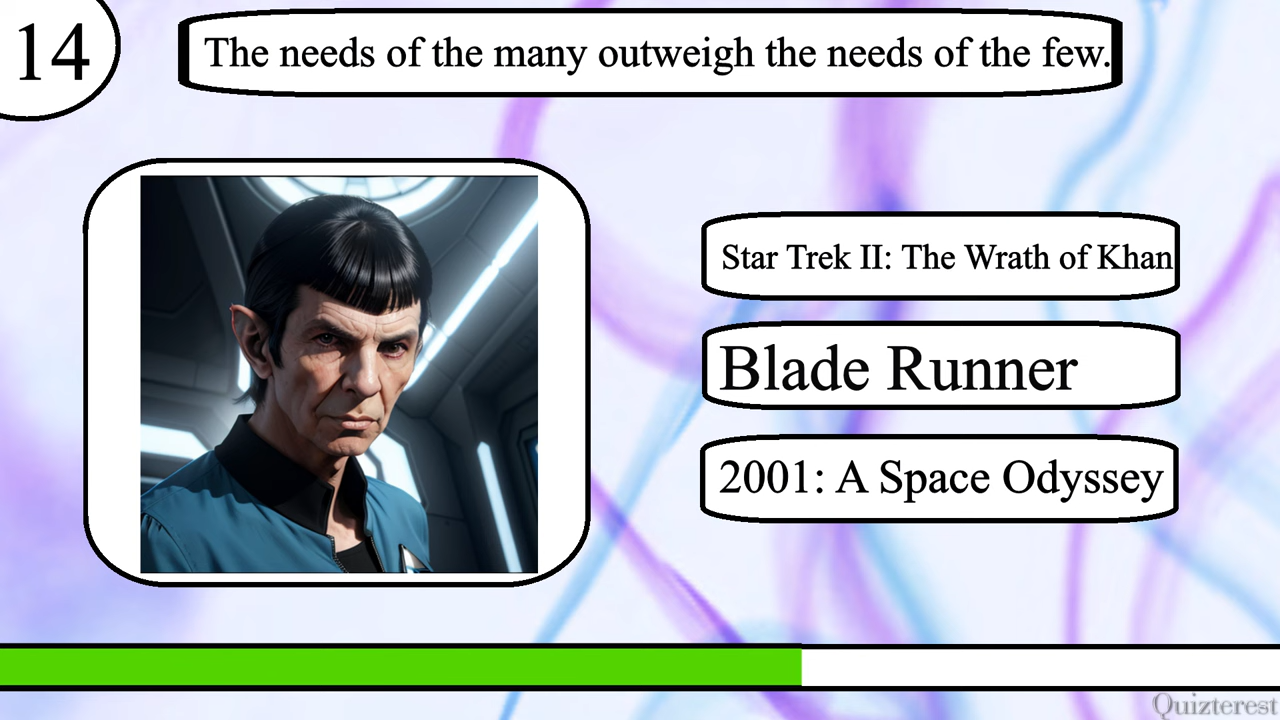 14
The needs of the many outweigh the needs of the few.
Star Trek II: The Wrath of Khan
Blade Runner
2001: A Space Odyssey
Quizterest